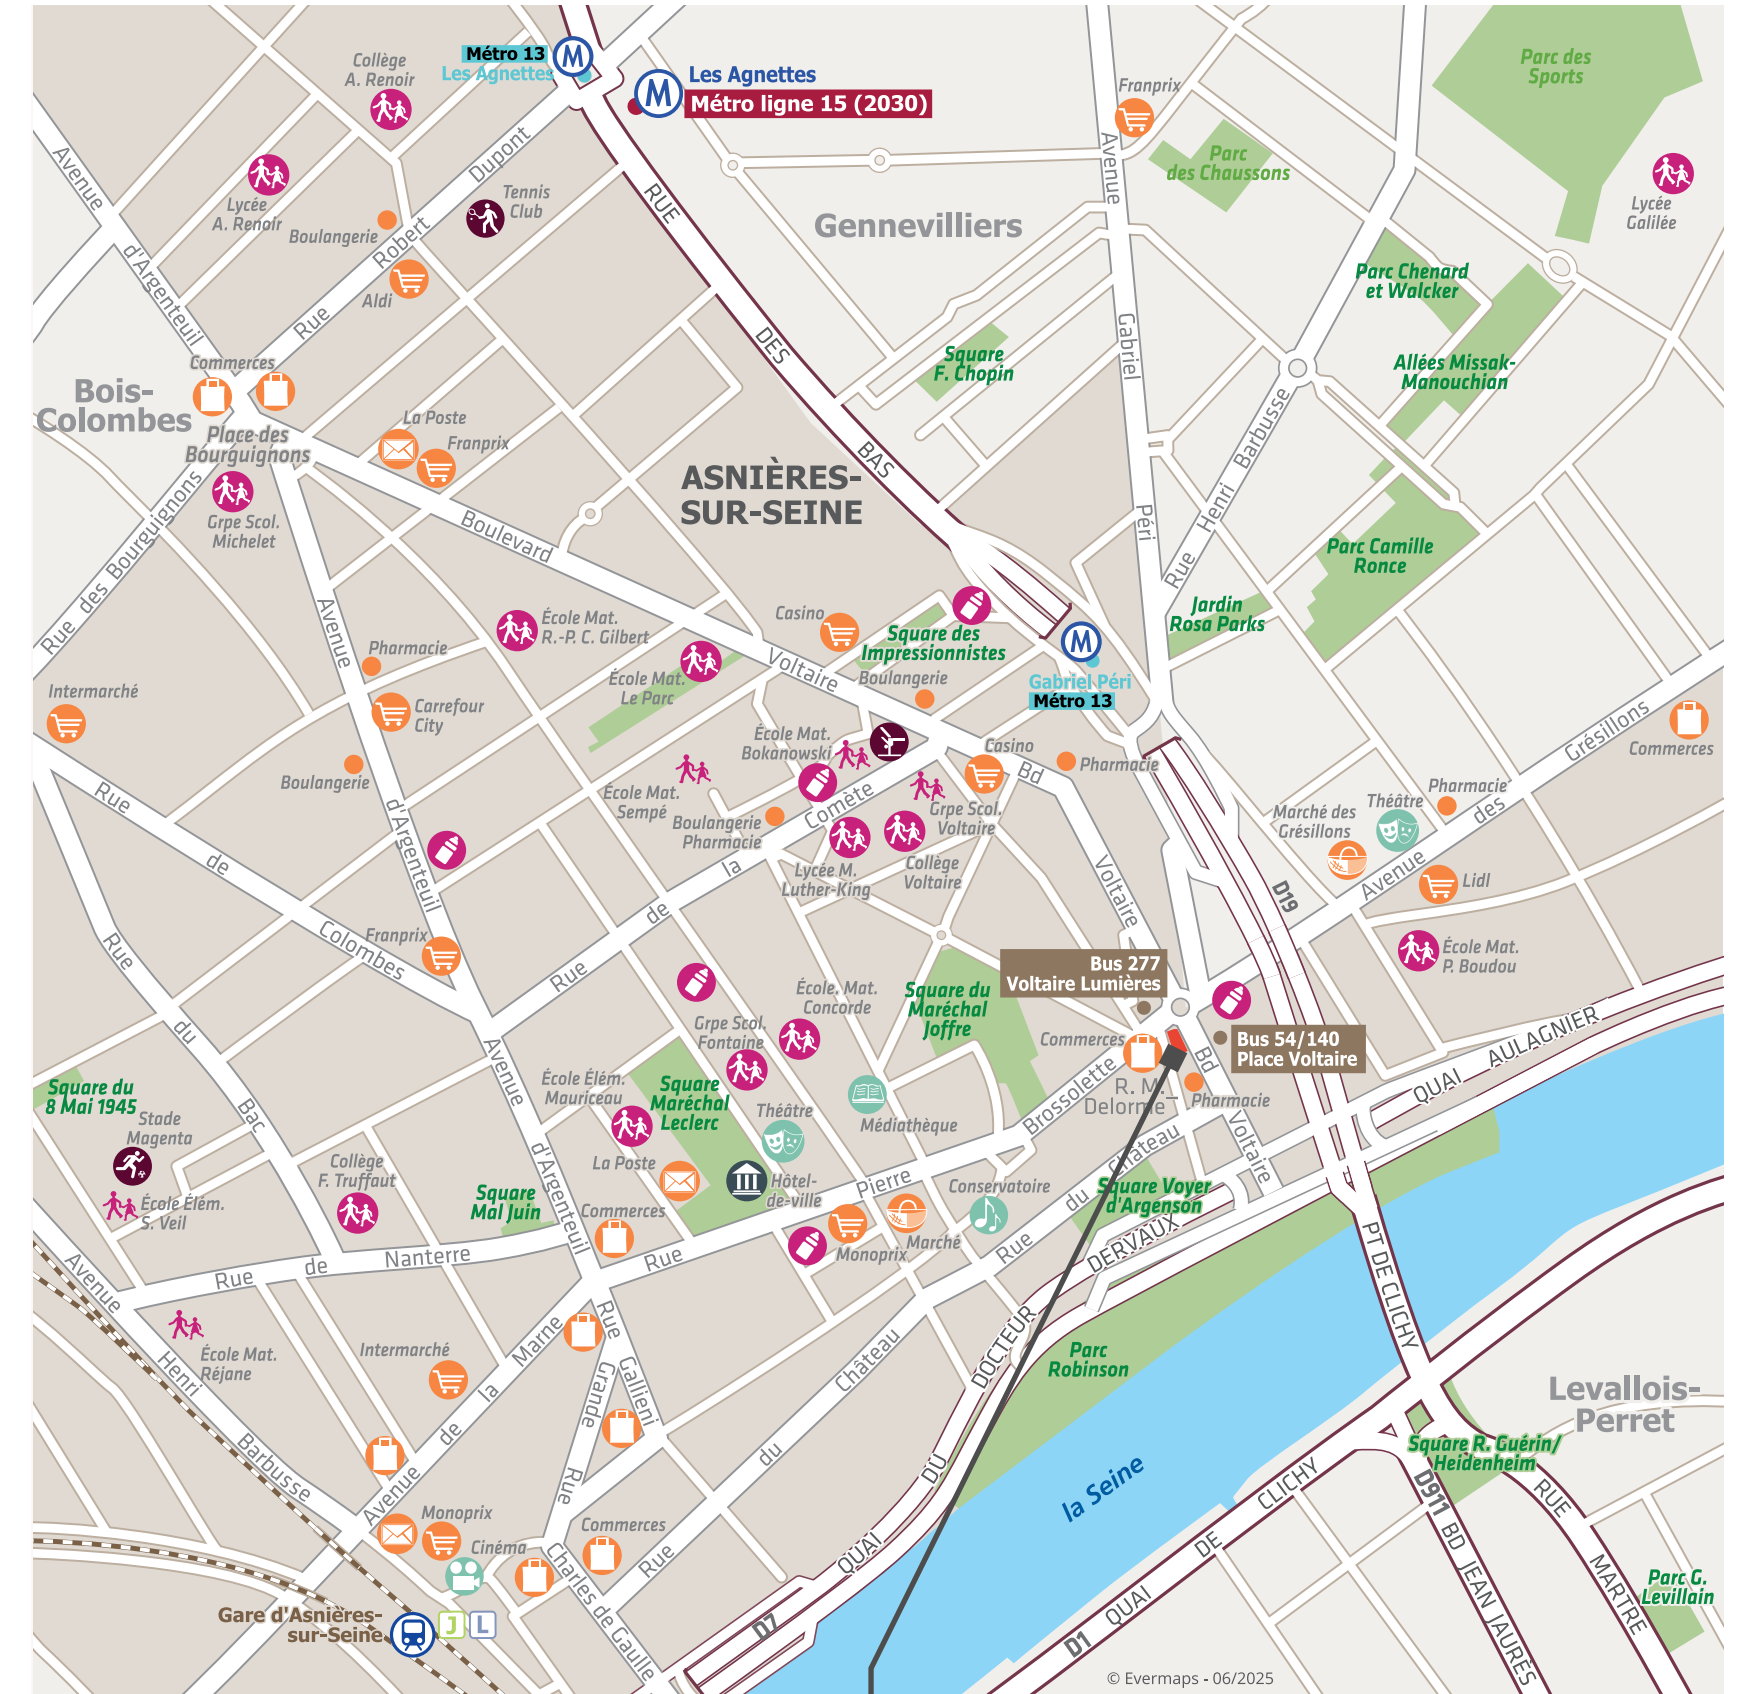 Métro 13
Les Agnettes
Les Agnettes
Métro ligne 15 (2030)
Collège
A. Renoir
Lycée
A. Renoir
Boulangerie
Tennis
Club
Aldi
Rue Robert Dupont
Avenue d'Argenteuil
RUE DES BAS
Franprix
Parc des
Sports
Parc
des Chaussons
Lycée
Galilée
Gennevilliers
Avenue Gabriel Péri
Parc Chenard
et Walcker
Allées Missak-
Manouchian
Square
F. Chopin
Rue Henri Barbusse
Commerces
Bois-
Colombes
Place des
Bourguignons
La Poste
Franprix
Grpe Scol.
Michelet
Rue des Bourguignons
Boulevard Voltaire
ASNIÈRES-
SUR-SEINE
Parc Camille
Ronce
Jardin
Rosa Parks
Casino
Square des
Impressionnistes
Boulangerie
École Mat.
R.-P. C. Gilbert
École Mat.
Le Parc
Pharmacie
Carrefour
City
Intermarché
Boulangerie
Avenue d'Argenteuil
Gabriel Péri
Métro 13
École Mat.
Bokanowski
École Mat.
Sempé
Boulangerie
Pharmacie
Casino
Bd Voltaire
Pharmacie
Grpe Scol.
Voltaire
Collège
Voltaire
Lycée M.
Luther-King
Rue de la Comète
Avenue des Grésillons
Commerces
Pharmacie
Théâtre
Marché des
Grésillons
Lidl
École Mat.
P. Boudou
D19
Rue de Colombes
Franprix
Rue du Bac
Bus 277
Voltaire Lumières
Bus 54/140
Place Voltaire
Commerces
R. M.
Delorme
Pharmacie
Bd Voltaire
Square du
Maréchal
Joffre
École. Mat.
Concorde
Grpe Scol.
Fontaine
École Élém.
Mauriceau
Square
Maréchal
Leclerc
Théâtre
Médiathèque
La Poste
Hôtel-
de-ville
Rue Pierre Brossolette
Conservatoire
Marché
Monoprix
Square du
8 Mai 1945
Stade
Magenta
École Élém.
S. Veil
Collège
F. Truffaut
Square
Mal Juin
Commerces
Avenue d'Argenteuil
Rue de Nanterre
Avenue Henri Barbusse
École Mat.
Réjane
Intermarché
Avenue de la Marne
Rue Gallieni
Grande Rue Charles de Gaulle
Rue du Château
Rue du Château
Square Voyer
d'Argenson
QUAI DU DOCTEUR DERVAUX
QUAI AULAGNIER
PT DE CLICHY
Parc
Robinson
la Seine
Levallois-
Perret
Square R. Guérin/
Heidenheim
RUE MARTRE
D911 BD JEAN JAURÈS
Parc G.
Levillain
D1 QUAI DE CLICHY
D7
Monoprix
Cinéma
Commerces
Gare d'Asnières-
sur-Seine
J
L
© Evermaps - 06/2025